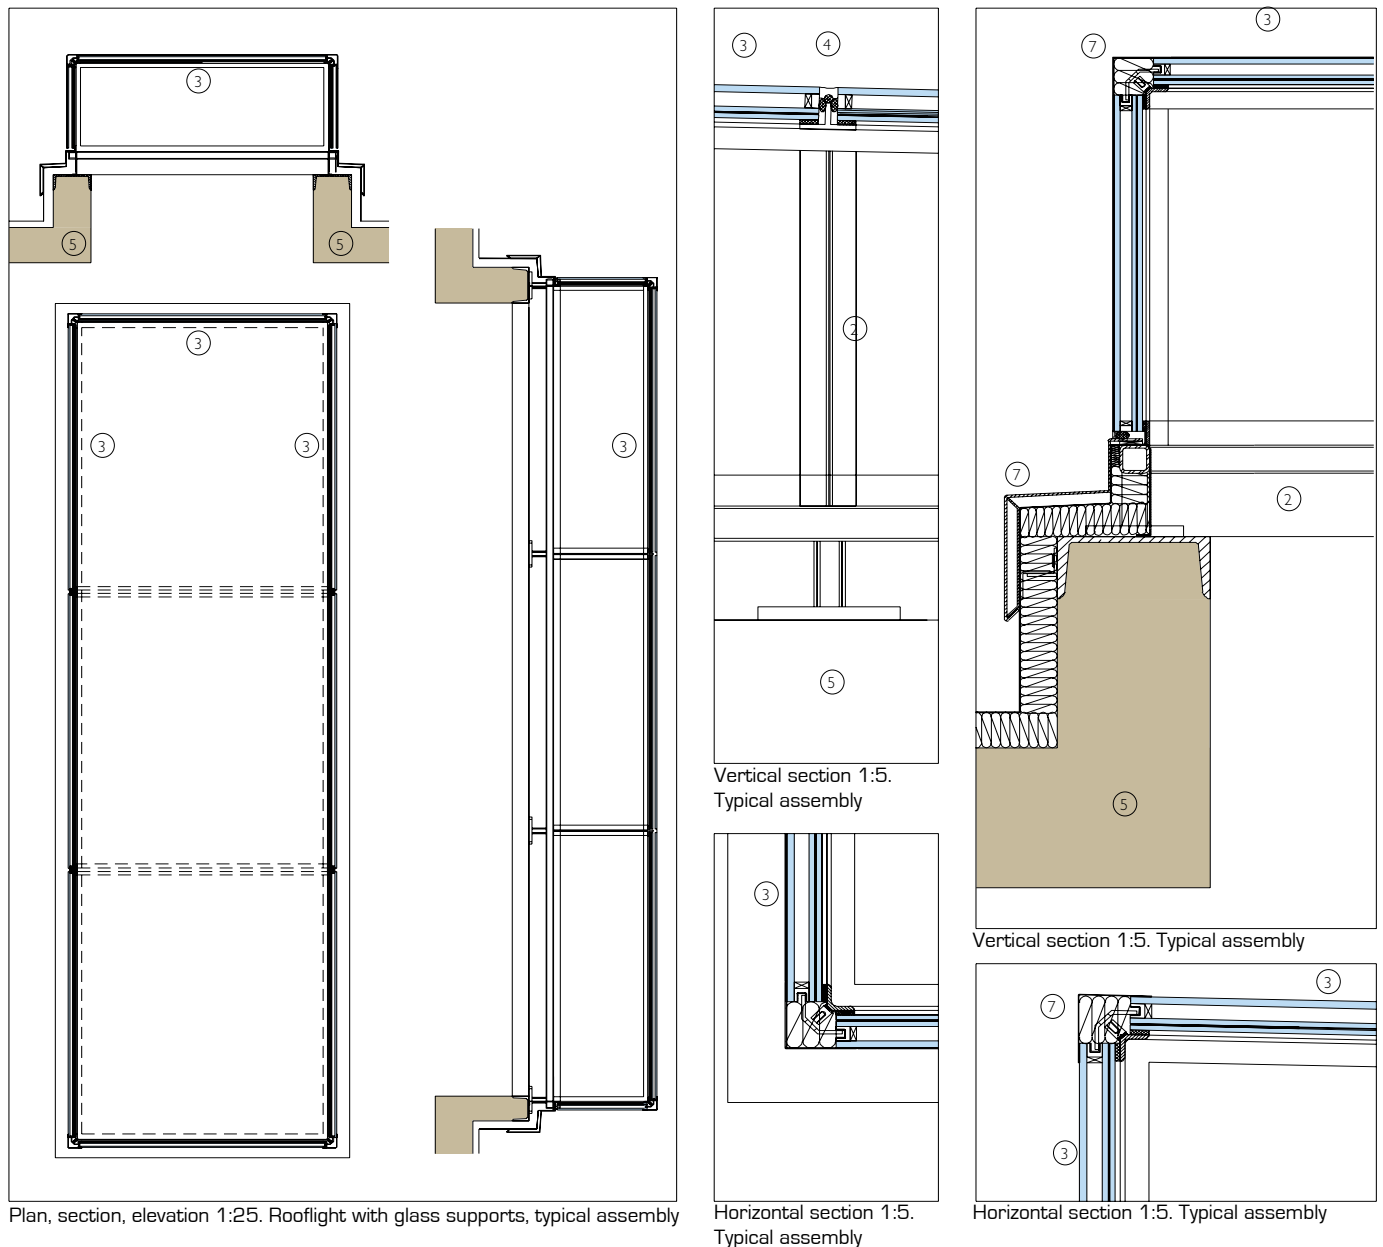 3
5
5
3
3
3
3
Plan, section, elevation 1:25. Rooflight with glass supports, typical assembly
3
4
2
5
Vertical section 1:5.
Typical assembly
3
Horizontal section 1:5.
Typical assembly
3
7
7
2
5
Vertical section 1:5. Typical assembly
3
7
3
Horizontal section 1:5. Typical assembly